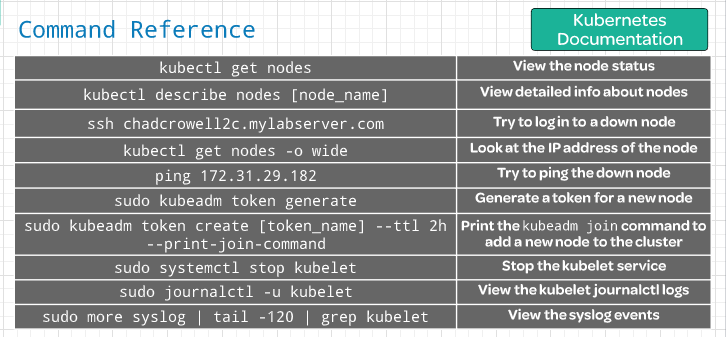 Command Reference
Kubernetes
Documentation
kubectl get nodes
View the node status
kubectl describe nodes [node_name]
View detailed info about nodes
ssh chadcrowell2c.mylabserver.com
Try to log in to a down node
kubectl get nodes -o wide
Look at the IP address of the node
ping 172.31.29.182
Try to ping the down node
sudo kubeadm token generate
Generate a token for a new node
sudo kubeadm token create [token_name] --ttl 2h
--print-join-command
Print the kubeadm join command to
add a new node to the cluster
sudo systemctl stop kubelet
Stop the kubelet service
sudo journalctl -u kubelet
View the kubelet journalctl logs
sudo more syslog | tail -120 | grep kubelet
View the syslog events